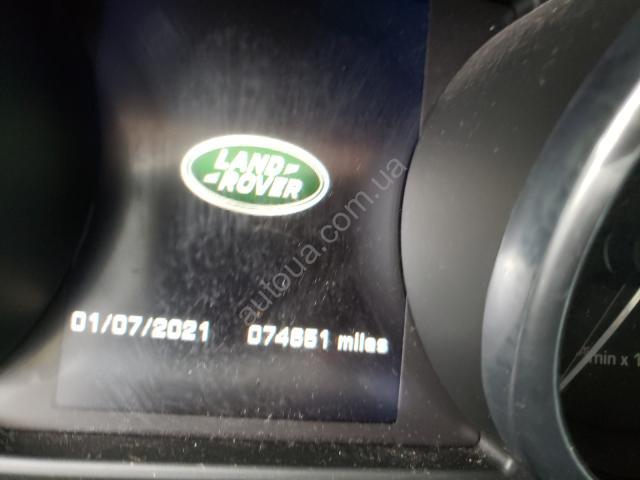 LAND
ROVER
autoua.com.ua
01/07/2021 074651 miles
min x 1